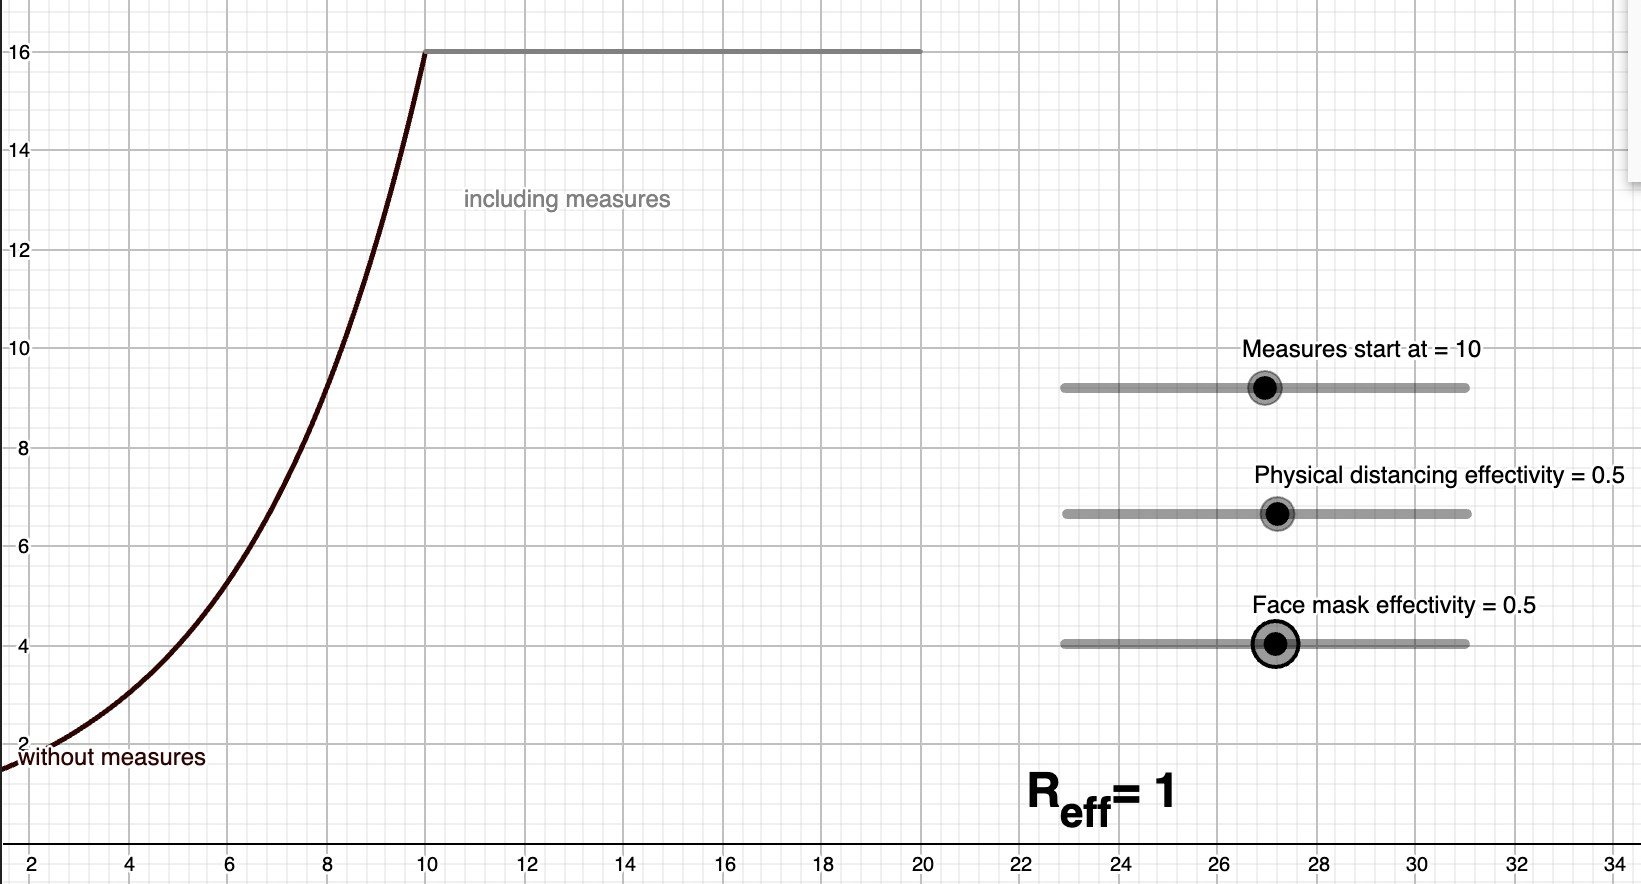 16
14
including measures
12
10
Measures start at = 10
8
Physical distancing effectivity = 0.5
6
Face mask effectivity = 0.5
4
2
without measures
Reff= 1
2 4 6 8 10 12 14 16 18 20 22 24 26 28 30 32 34